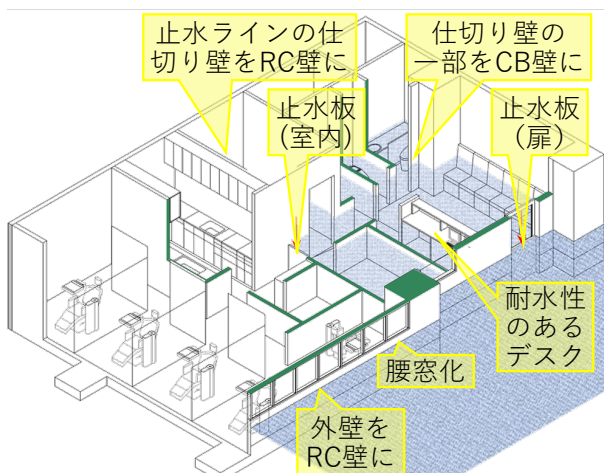 止水ラインの仕
切り壁をRC壁に
仕切り壁の
一部をCB壁に
止水板
(室内)
止水板
(扉)
耐水性
のある
デスク
腰窓化
外壁を
RC壁に